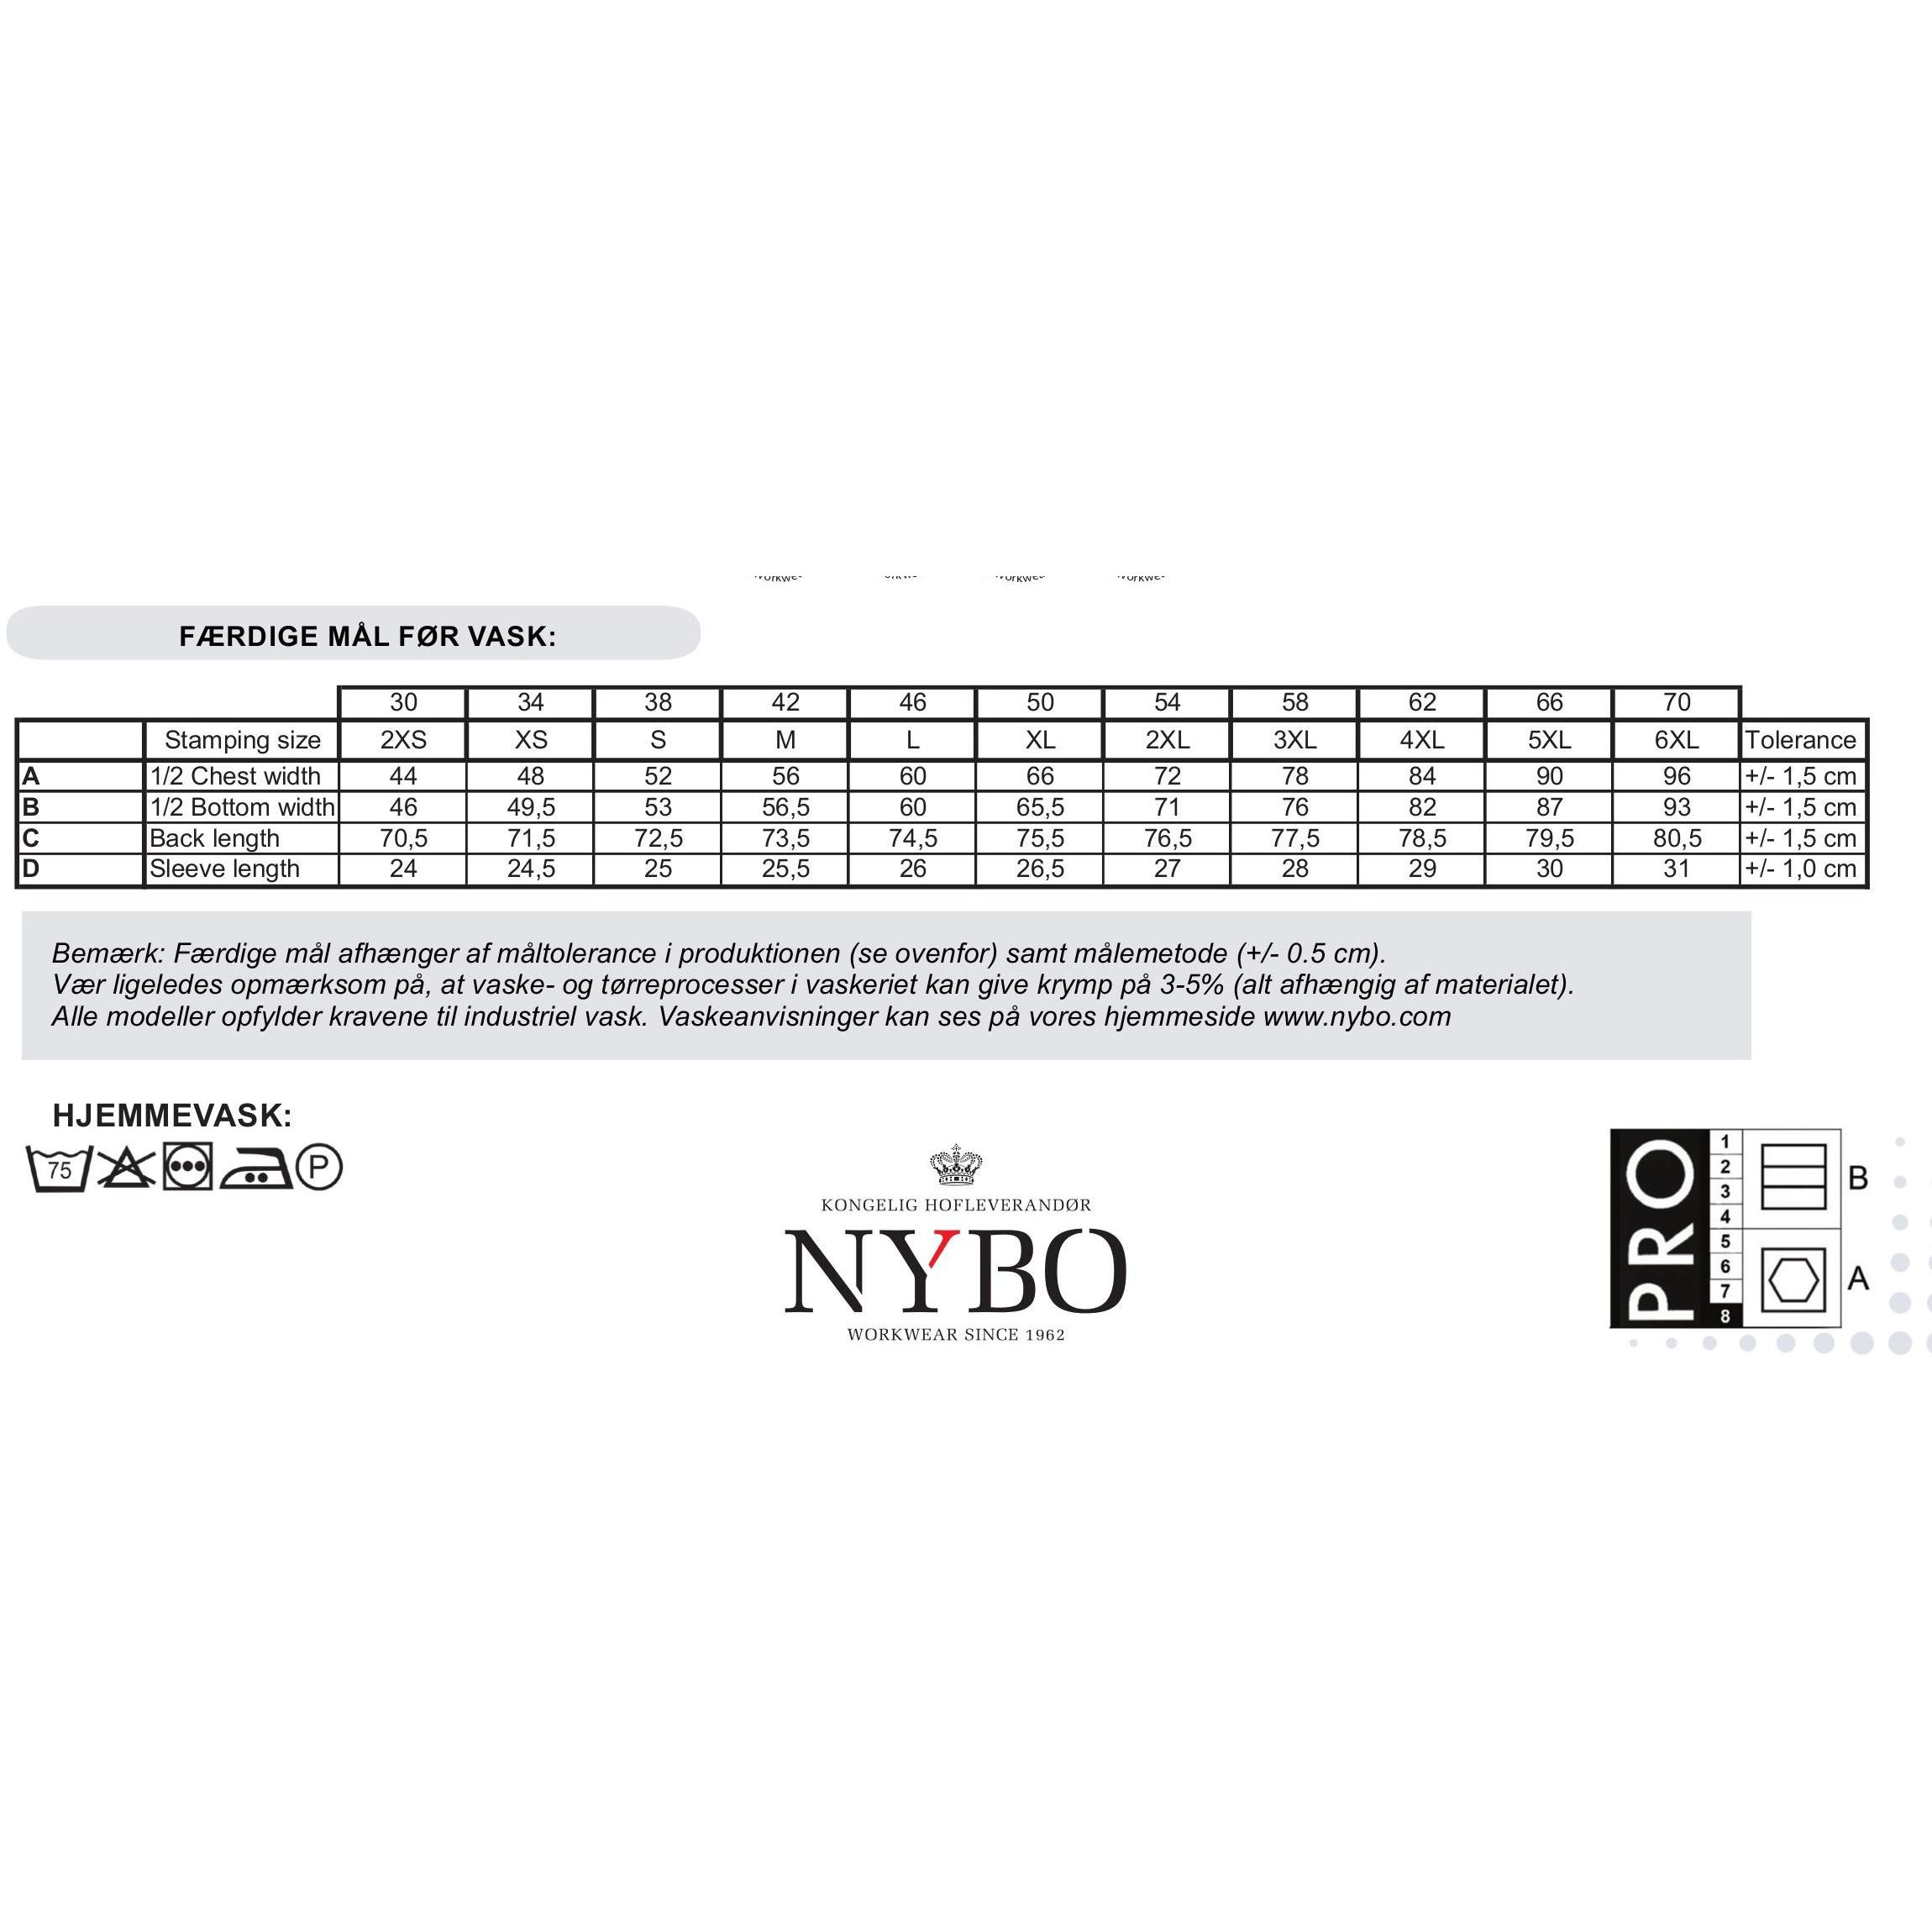 FÆRDIGE MÅL FØR VASK:
30 34 38 42 46 50 54 58 62 66 70
Stamping size 2XS XS S M L XL 2XL 3XL 4XL 5XL 6XL Tolerance
A 1/2 Chest width 44 48 52 56 60 66 72 78 84 90 96 +/- 1,5 cm
B 1/2 Bottom width 46 49,5 53 56,5 60 65,5 71 76 82 87 93 +/- 1,5 cm
C Back length 70,5 71,5 72,5 73,5 74,5 75,5 76,5 77,5 78,5 79,5 80,5 +/- 1,5 cm
D Sleeve length 24 24,5 25 25,5 26 26,5 27 28 29 30 31 +/- 1,0 cm
Bemærk: Færdige mål afhænger af måltolerance i produktionen (se ovenfor) samt målemetode (+/- 0.5 cm).
Vær ligeledes opmærksom på, at vaske- og tørreprocesser i vaskeriet kan give krymp på 3-5% (alt afhængig af materialet).
Alle modeller opfylder kravene til industriel vask. Vaskeanvisninger kan ses på vores hjemmeside www.nybo.com
HJEMMEVASK:
75 P
KONGELIG HOFLEVERANDØR
NYBO
WORKWEAR SINCE 1962
PRO
1
2
3
4
5
6
7
8
B
A